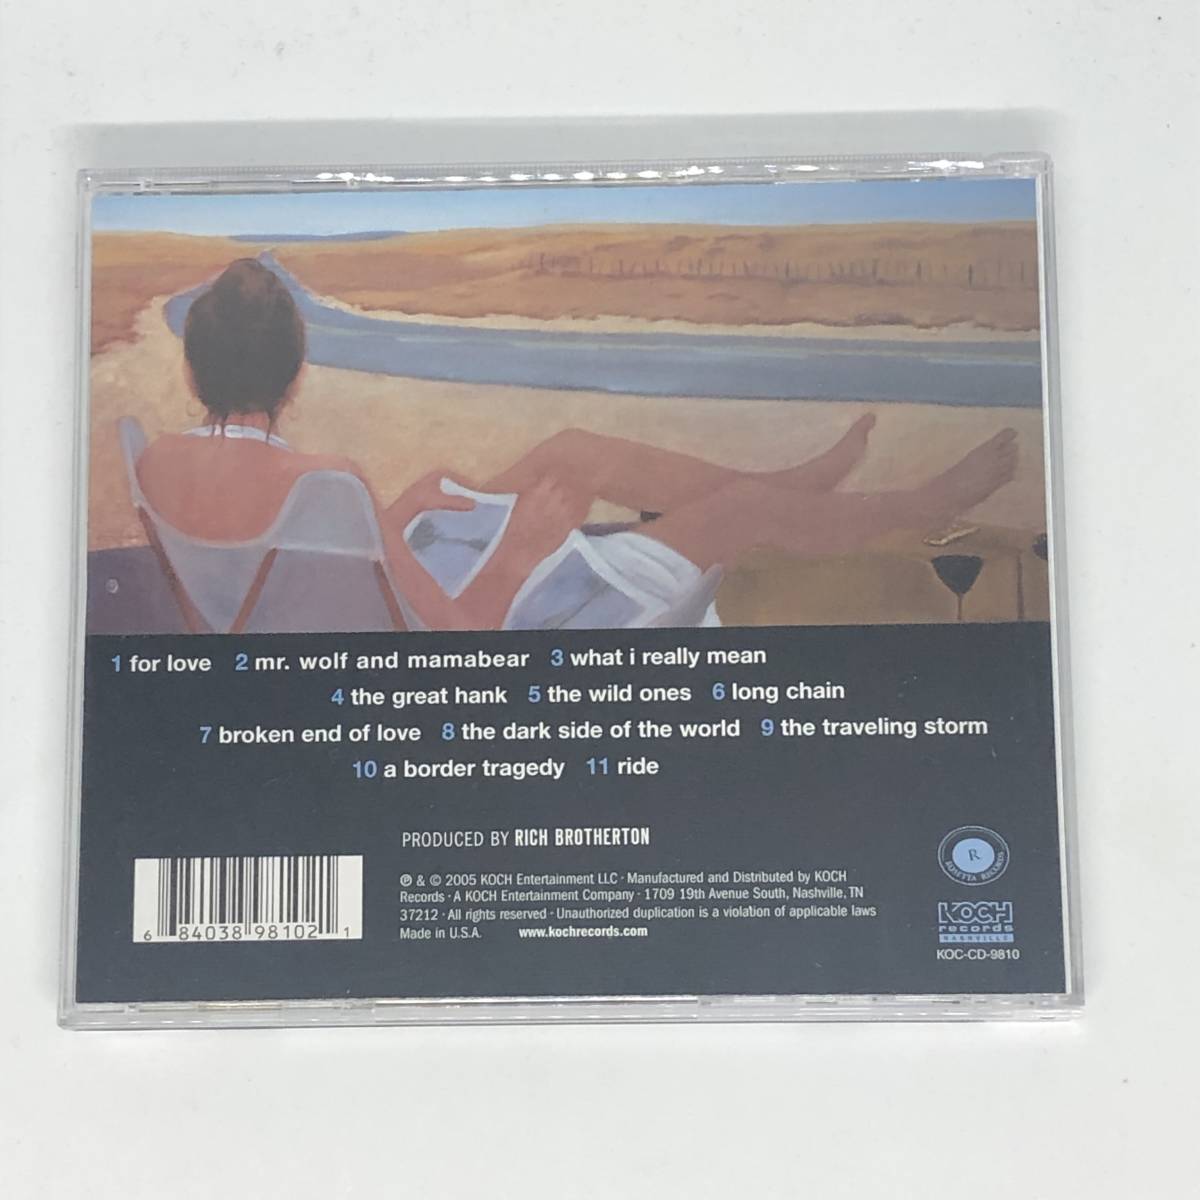 1 for love 2 mr. wolf and mamabear 3 what i really mean
4 the great hank 5 the wild ones 6 long chain
7 broken end of love 8 the dark side of the world 9 the traveling storm
10 a border tragedy 11 ride
PRODUCED BY RICH BROTHERTON
℗ & © 2005 KOCH Entertainment LLC · Manufactured and Distributed by KOCH
Records · A KOCH Entertainment Company · 1709 19th Avenue South, Nashville, TN
37212 · All rights reserved · Unauthorized duplication is a violation of applicable laws
Made in U.S.A. www.kochrecords.com
6 84038 98102 1
R
ROSETTA RECORDS
KOCH
records
NASHVILLE
KOC-CD-9810